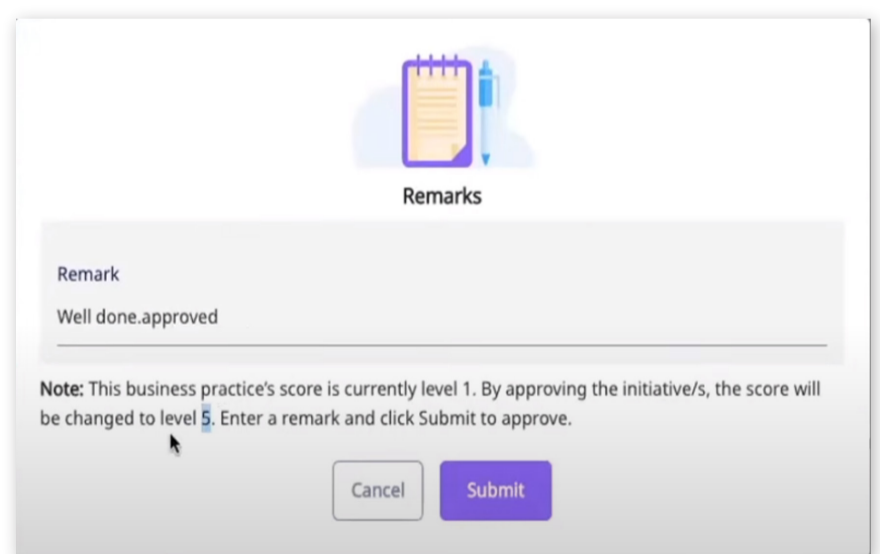 Remarks
Remark
Well done.approved
Note: This business practice's score is currently level 1. By approving the initiative/s, the score will
be changed to level 5. Enter a remark and click Submit to approve.
Cancel
Submit